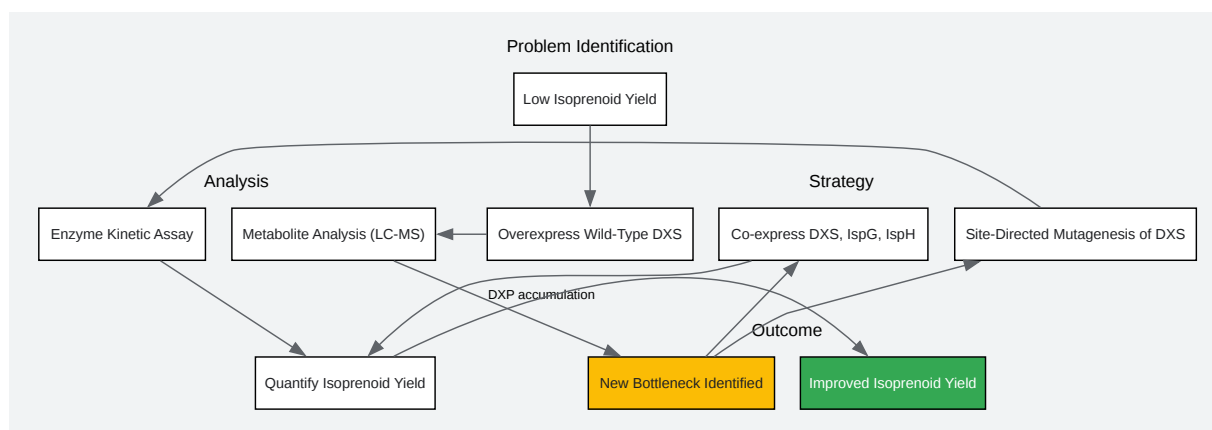 Problem Identification
Low Isoprenoid Yield
Analysis
Strategy
Enzyme Kinetic Assay
Metabolite Analysis (LC-MS)
Overexpress Wild-Type DXS
Co-express DXS, IspG, IspH
Site-Directed Mutagenesis of DXS
DXP accumulation
Outcome
Quantify Isoprenoid Yield
New Bottleneck Identified
Improved Isoprenoid Yield